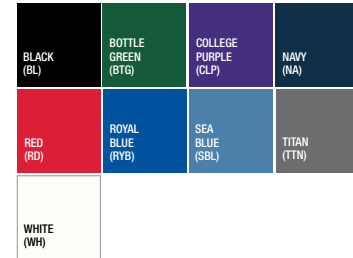 BLACK
(BL)
BOTTLE
GREEN
(BTG)
COLLEGE
PURPLE
(CLP)
NAVY
(NA)
RED
(RD)
ROYAL
BLUE
(RYB)
SEA
BLUE
(SBL)
TITAN
(TTN)
WHITE
(WH)